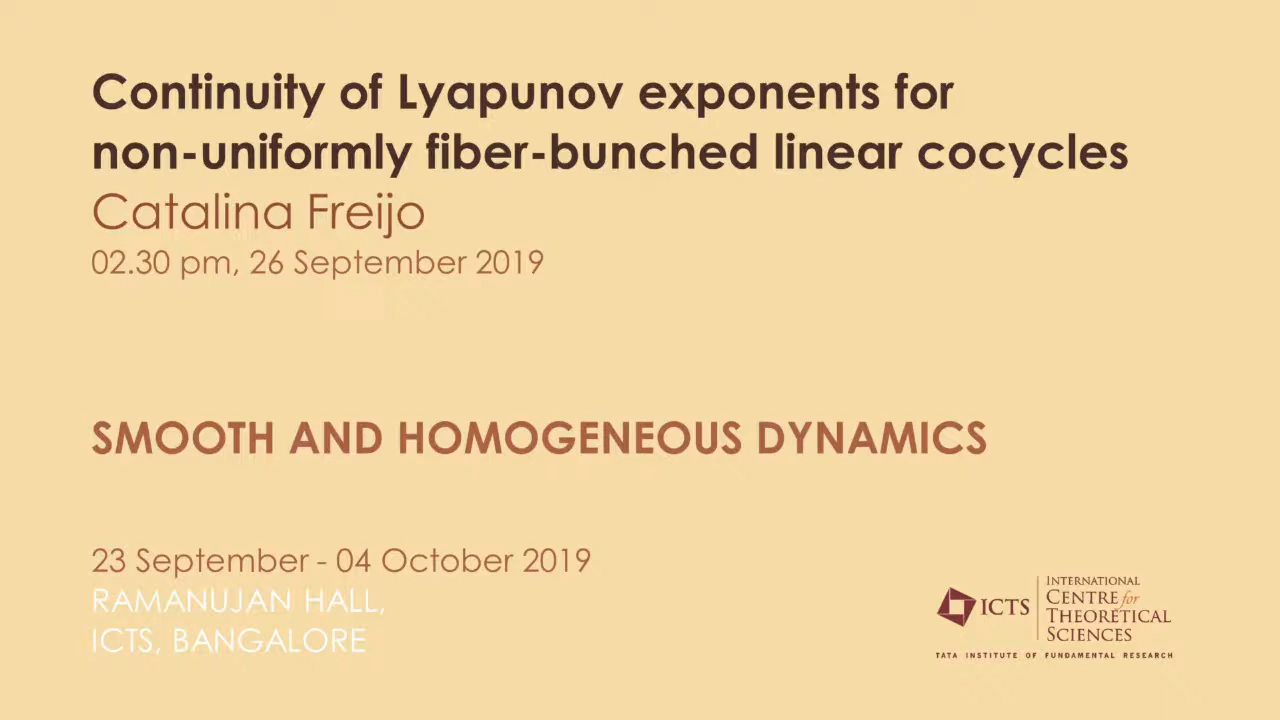 Continuity of Lyapunov exponents for
non-uniformly fiber-bunched linear cocycles
Catalina Freijo
02.30 pm, 26 September 2019
SMOOTH AND HOMOGENEOUS DYNAMICS
23 September - 04 October 2019
RAMANUJAN HALL,
ICTS, BANGALORE
ICTS
INTERNATIONAL
CENTRE for
THEORETICAL
SCIENCES
TATA INSTITUTE OF FUNDAMENTAL RESEARCH